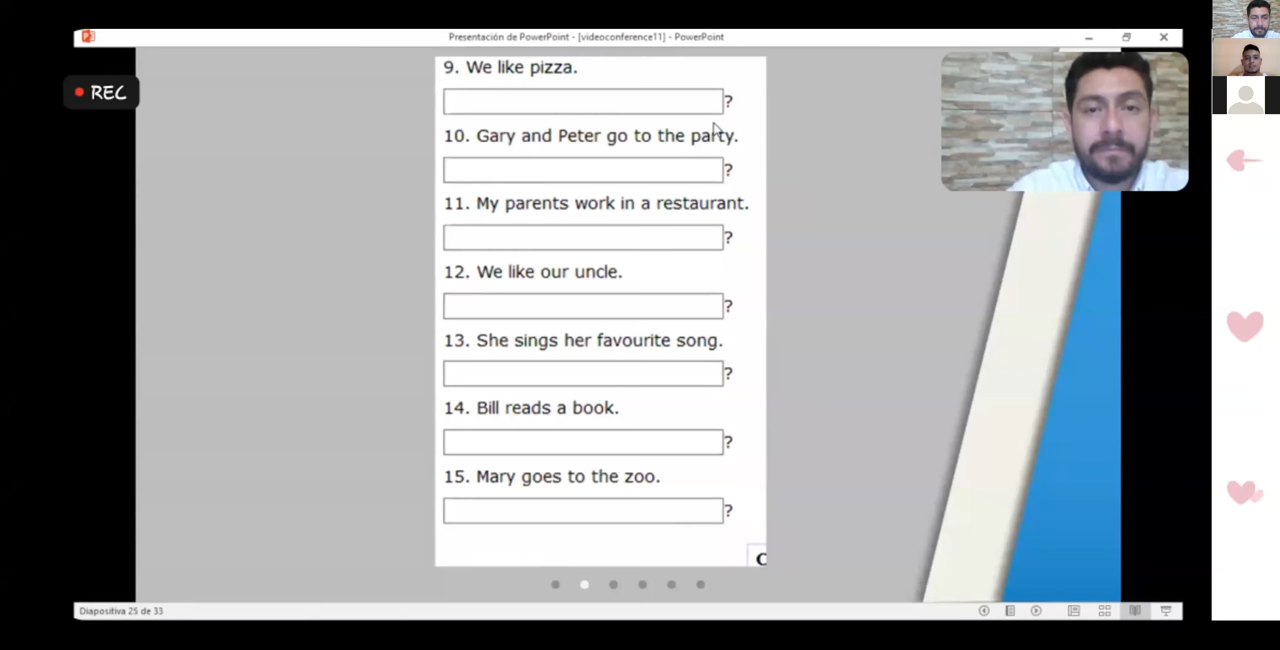 Presentación de PowerPoint - [videoconference11] - PowerPoint
REC
9. We like pizza.
?
10. Gary and Peter go to the party.
?
11. My parents work in a restaurant.
?
12. We like our uncle.
?
13. She sings her favourite song.
?
14. Bill reads a book.
?
15. Mary goes to the zoo.
?
C
Diapositiva 25 de 33